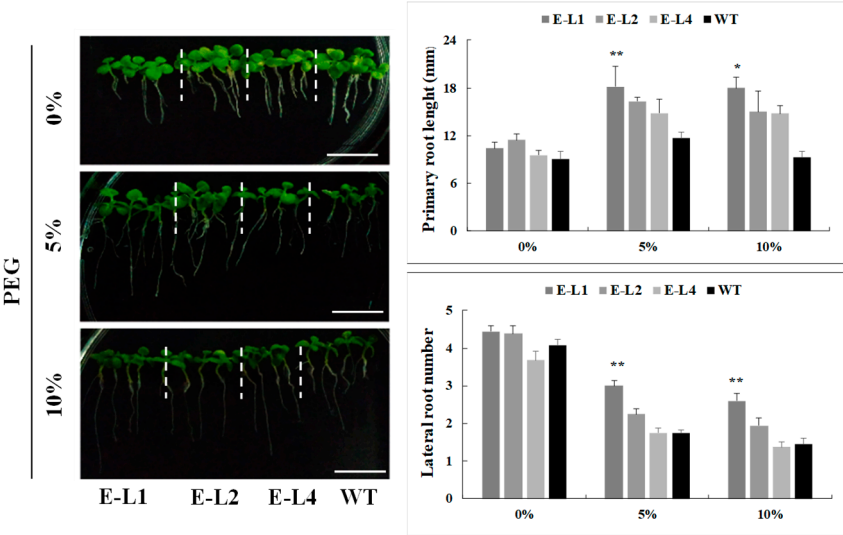 PEG
0%
5%
10%
E-L1 E-L2 E-L4 WT
E-L1 E-L2 E-L4 WT
Primary root lenght (mm)
24
18
12
6
0
** *
0% 5% 10%
E-L1 E-L2 E-L4 WT
Lateral root number
5
4
3
2
1
0
** **
0% 5% 10%